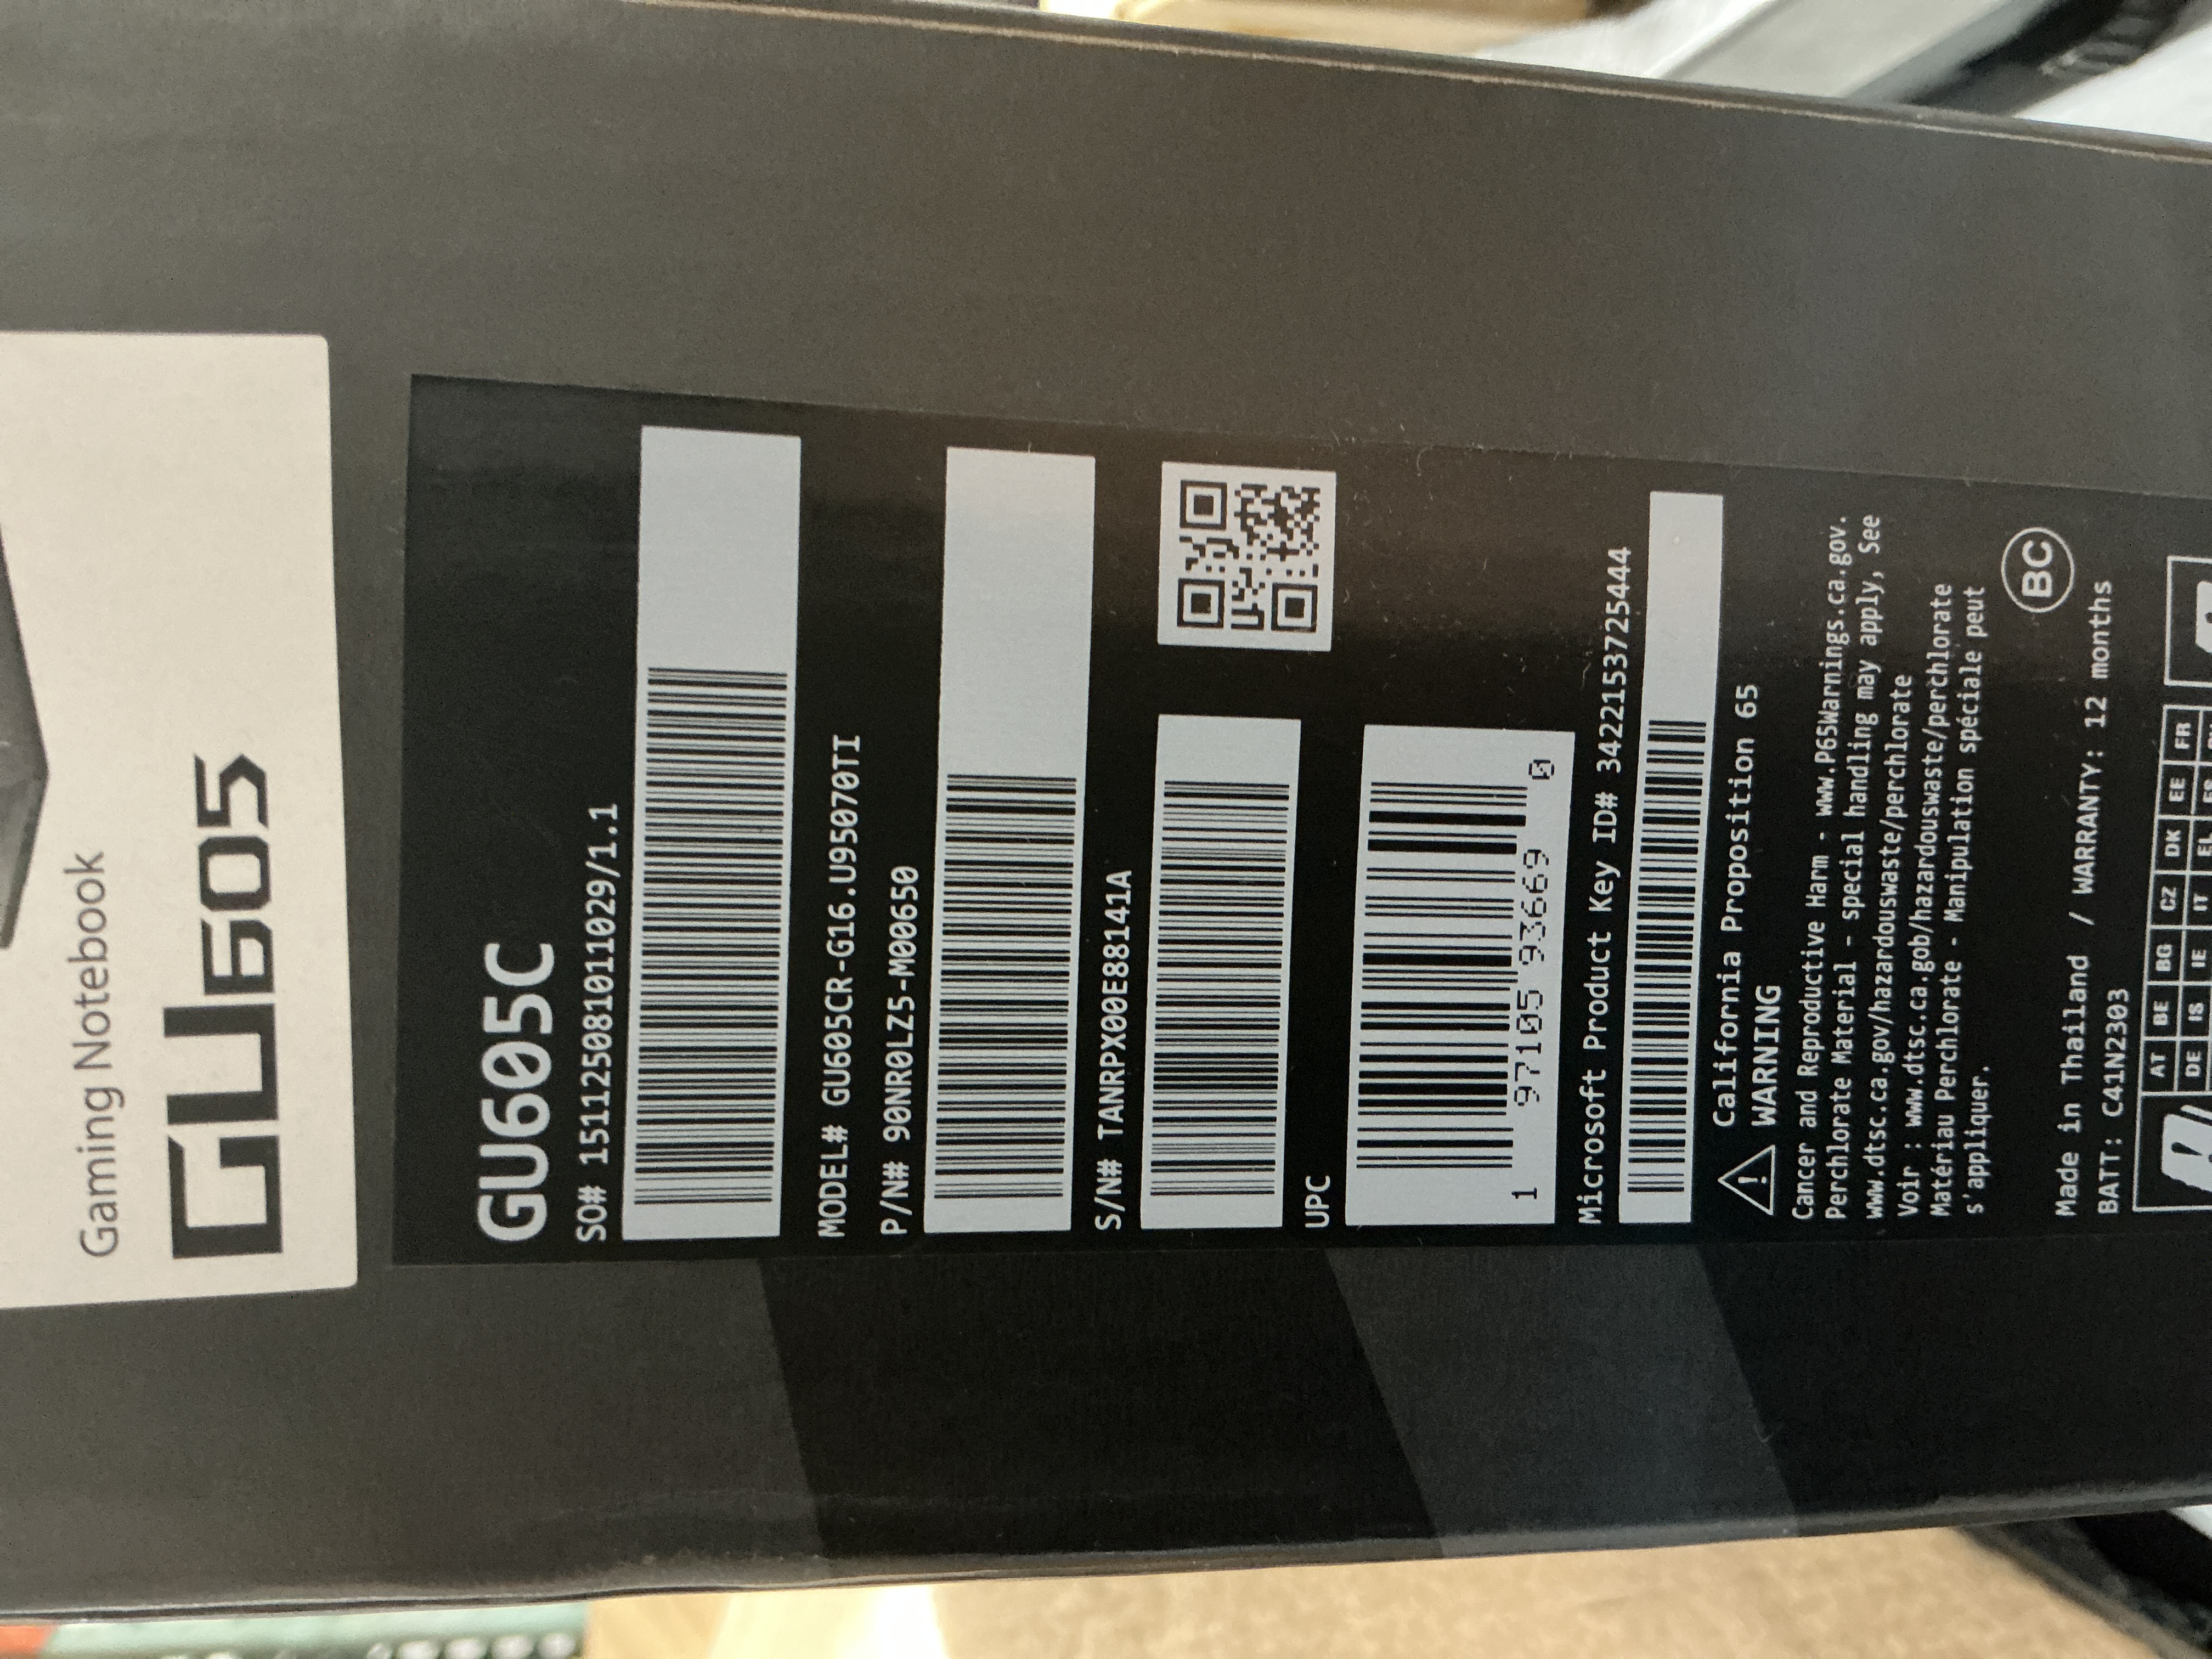 Gaming Notebook
GU605
GU605C
SO# 151125081011029/1.1
MODEL# GU605CR-G16.U95070TI
P/N# 90NR0LZ5-M00650
S/N# TANRPX00E88141A
UPC
1 97105 93669 0
Microsoft Product Key ID# 3422153725444
California Proposition 65
WARNING
Cancer and Reproductive Harm - www.P65Warnings.ca.gov.
Perchlorate Material - special handling may apply, See
www.dtsc.ca.gov/hazardouswaste/perchlorate
Voir : www.dtsc.ca.gob/hazardouswaste/perchlorate
Matériau Perchlorate - Manipulation spéciale peut
s'appliquer.
BC
Made in Thailand / WARRANTY: 12 months
BATT: C41N2303
AT BE BG CZ DK EE FR
DE IS IE IT EL ES